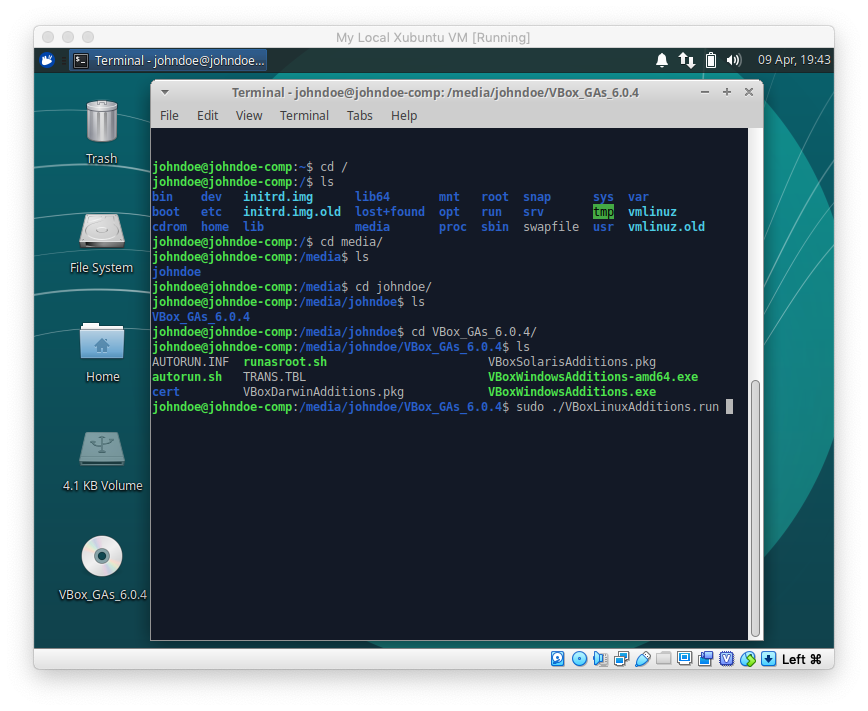 My Local Xubuntu VM [Running]
Terminal - johndoe@johndoe... 09 Apr, 19:43
Terminal - johndoe@johndoe-comp: /media/johndoe/VBox_GAs_6.0.4
File Edit View Terminal Tabs Help
johndoe@johndoe-comp:~$ cd /
johndoe@johndoe-comp:/$ ls
bin dev initrd.img lib64 mnt root snap sys var
boot etc initrd.img.old lost+found opt run srv tmp vmlinuz
cdrom home lib media proc sbin swapfile usr vmlinuz.old
johndoe@johndoe-comp:/$ cd media/
johndoe@johndoe-comp:/media$ ls
johndoe
johndoe@johndoe-comp:/media$ cd johndoe/
johndoe@johndoe-comp:/media/johndoe$ ls
VBox_GAs_6.0.4
johndoe@johndoe-comp:/media/johndoe$ cd VBox_GAs_6.0.4/
johndoe@johndoe-comp:/media/johndoe/VBox_GAs_6.0.4$ ls
AUTORUN.INF runasroot.sh VBoxSolarisAdditions.pkg
autorun.sh TRANS.TBL VBoxWindowsAdditions-amd64.exe
cert VBoxDarwinAdditions.pkg VBoxWindowsAdditions.exe
johndoe@johndoe-comp:/media/johndoe/VBox_GAs_6.0.4$ sudo ./VBoxLinuxAdditions.run
Trash
File System
Home
4.1 KB Volume
VBox_GAs_6.0.4
Left ⌘